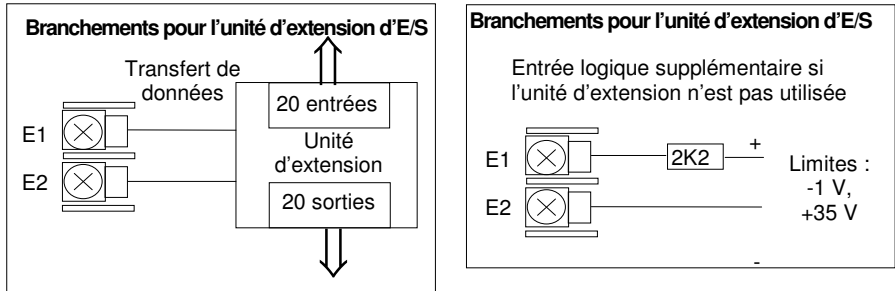 Branchements pour l'unité d'extension d'E/S
Transfert de
données
20 entrées
E1
Unité
d'extension
E2
20 sorties
Branchements pour l'unité d'extension d'E/S
Entrée logique supplémentaire si
l'unité d'extension n'est pas utilisée
E1
2K2
+
Limites :
-1 V,
+35 V
E2
-